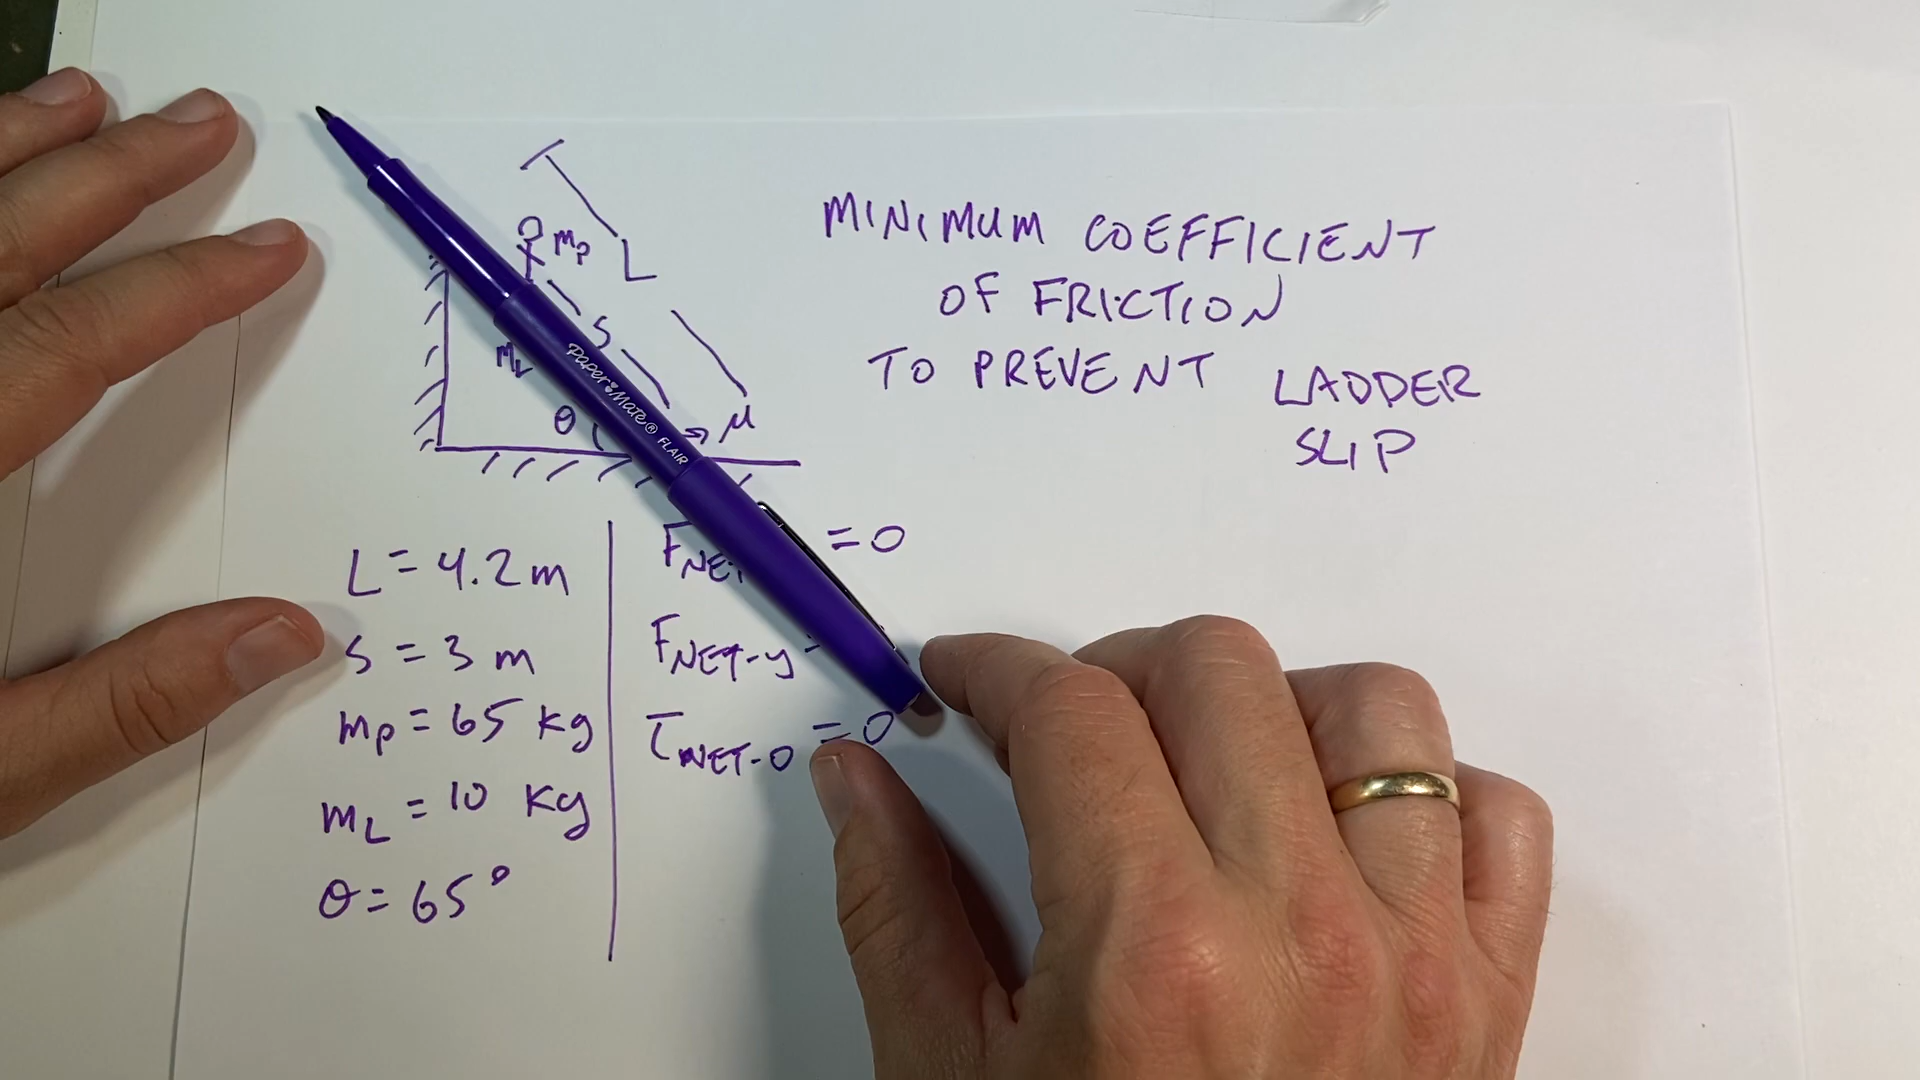 MINIMUM COEFFICIENT
OF FRICTION
TO PREVENT LADDER
SLIP
mp
L
S
mL
θ
μ
Paper Mate® FLAIR
L = 4.2 m
s = 3 m
mp = 65 kg
mL = 10 kg
θ = 65°
FNET = 0
FNET-y
τNET-O = 0